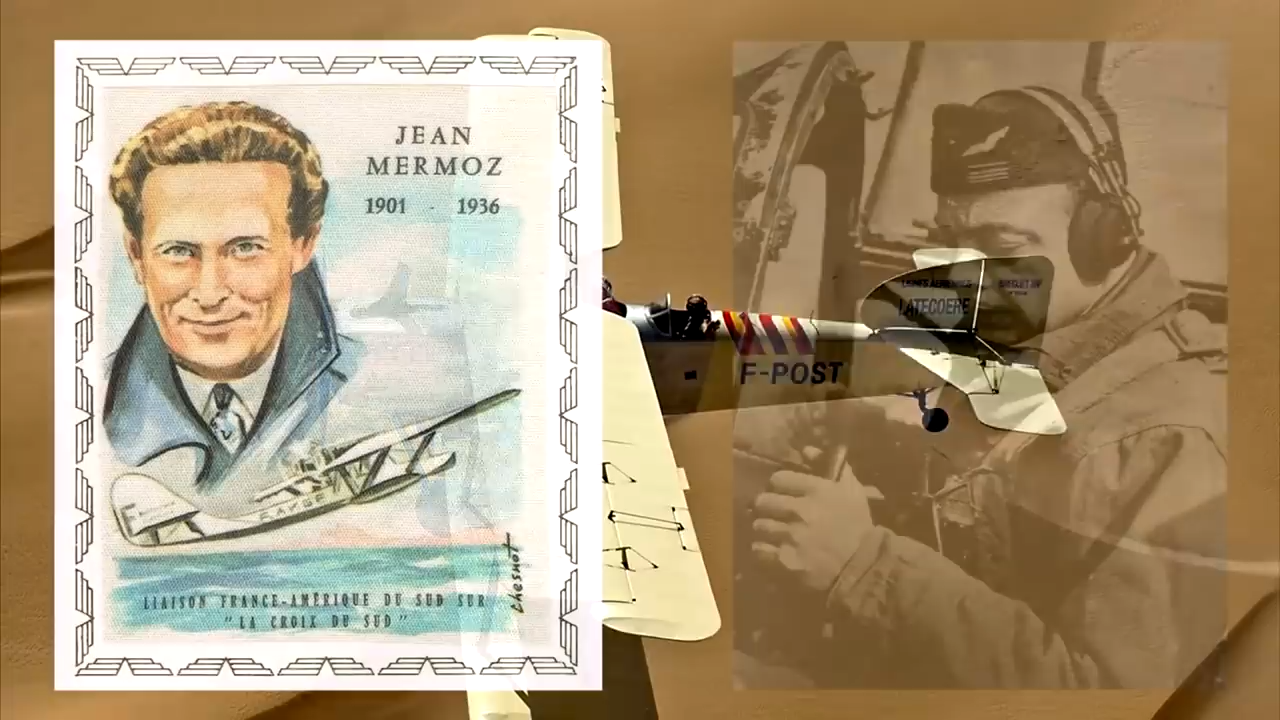 JEAN
MERMOZ
1901 - 1936
LIAISON FRANCE-AMÉRIQUE DU SUD SUR
"LA CROIX DU SUD"
chesnot
F-POST
LATECOERE